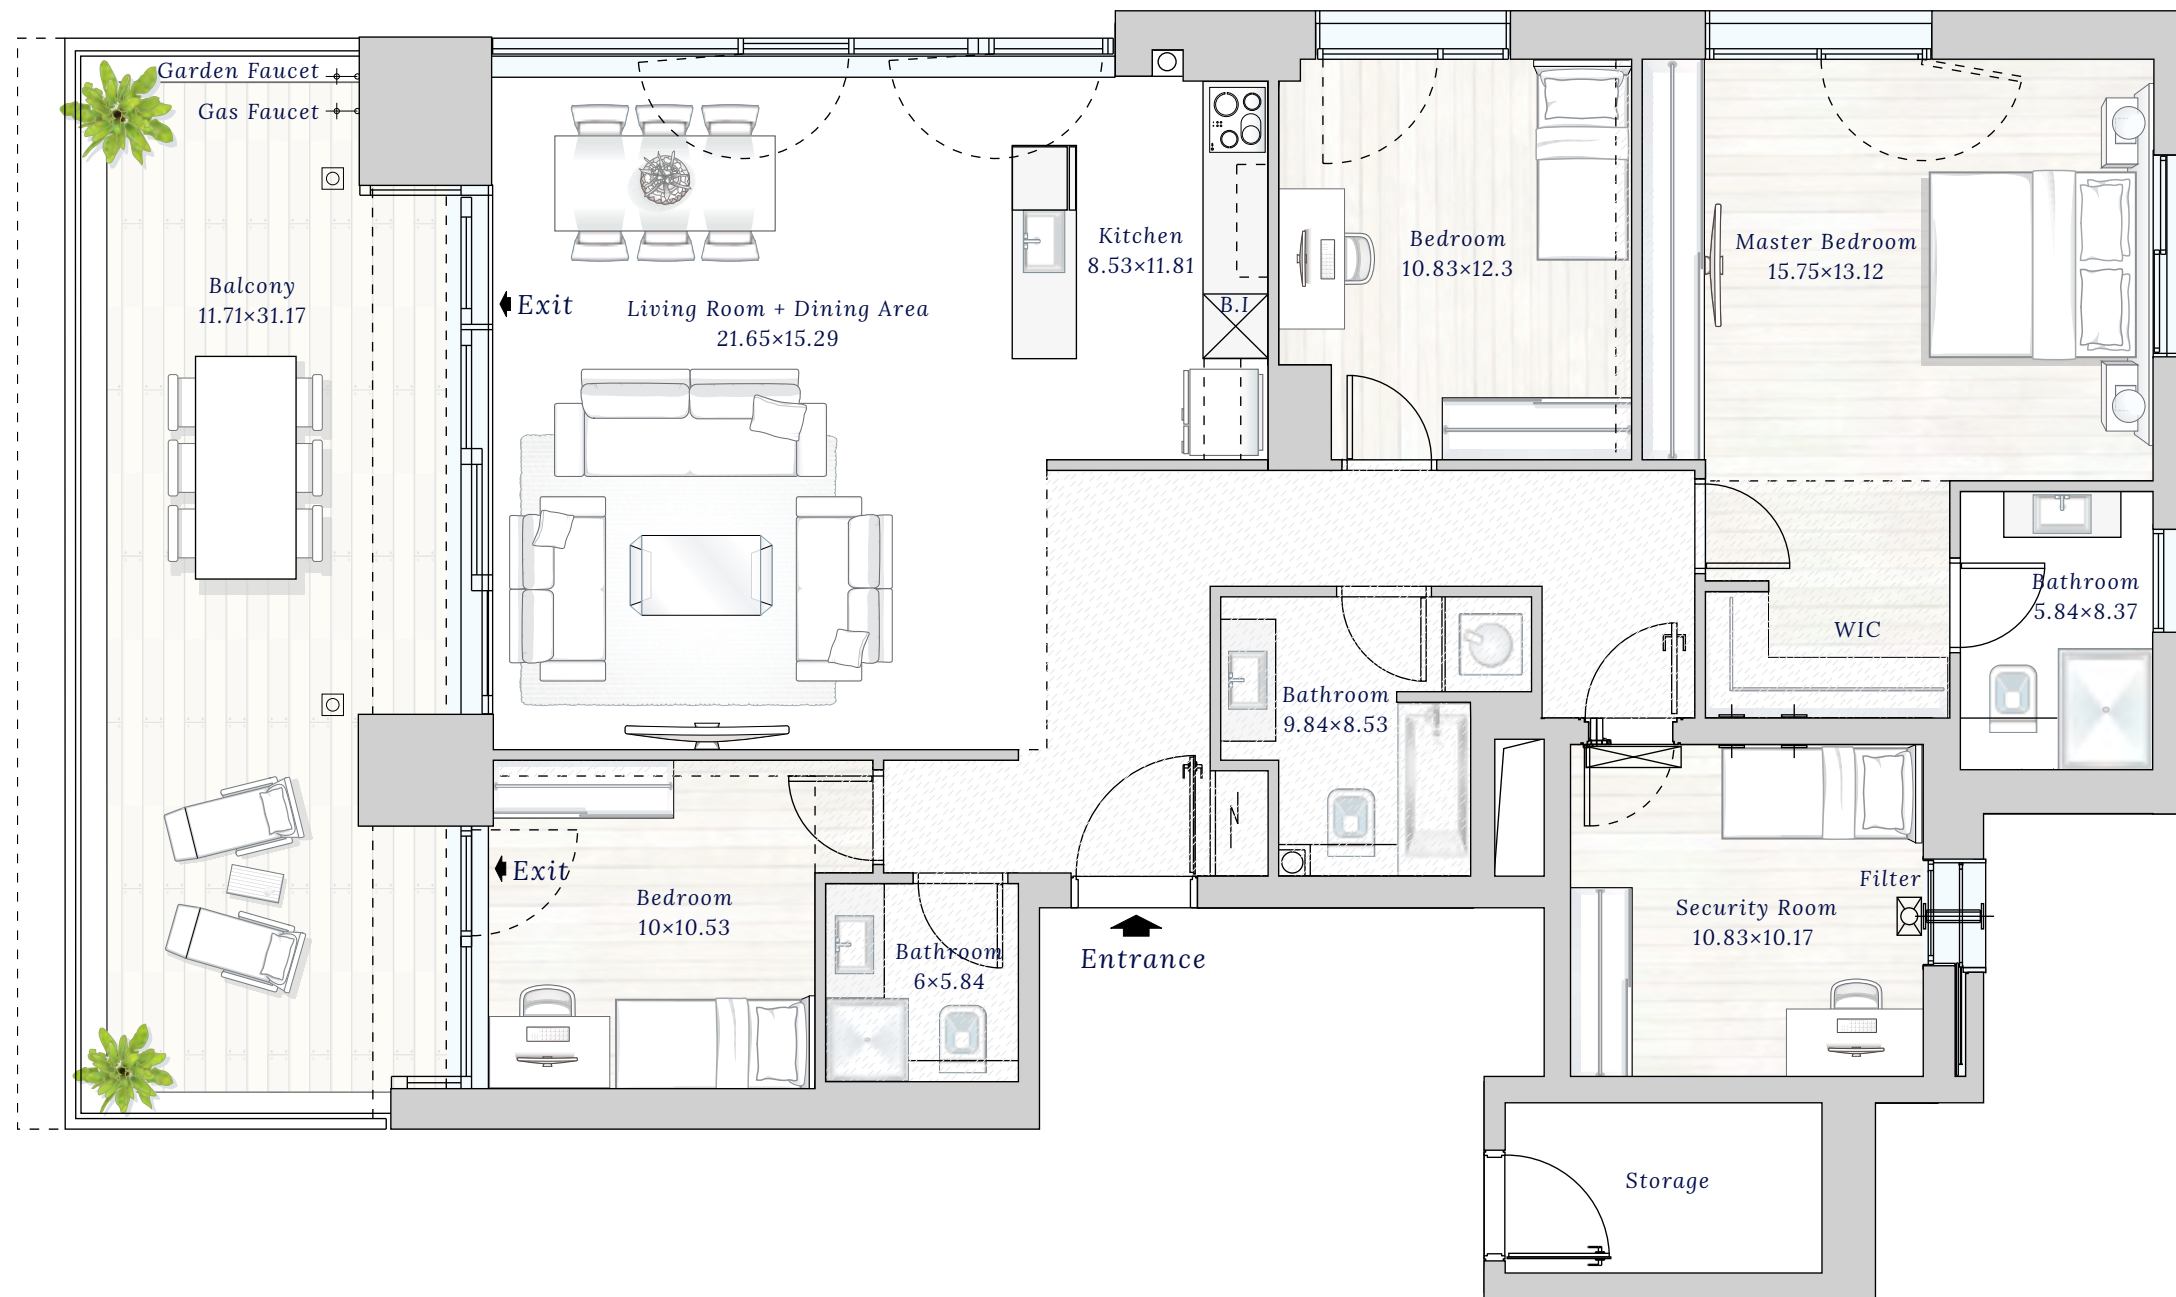 Garden Faucet
Gas Faucet
Balcony
11.71×31.17
Exit
Living Room + Dining Area
21.65×15.29
Kitchen
8.53×11.81
B.I
Bedroom
10.83×12.3
Master Bedroom
15.75×13.12
Bathroom
5.84×8.37
WIC
Bathroom
9.84×8.53
Exit
Bedroom
10×10.53
Bathroom
6×5.84
Entrance
Filter
Security Room
10.83×10.17
Storage